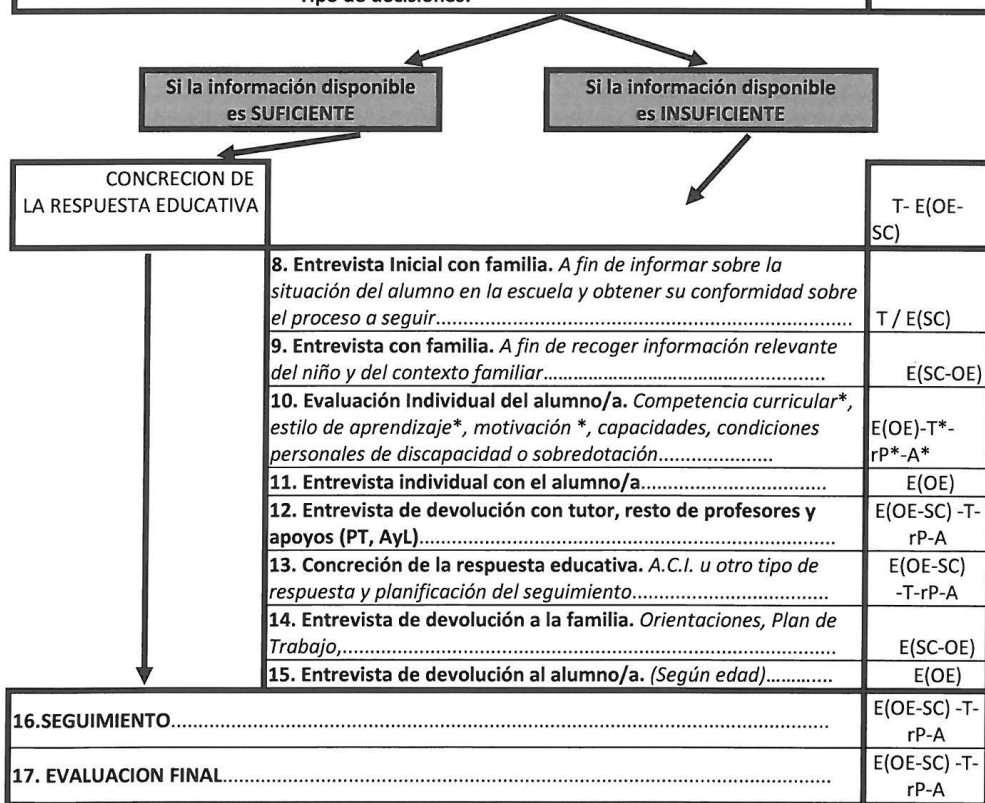 Tipo de decisiones.
Si la información disponible
es SUFICIENTE
Si la información disponible
es INSUFICIENTE
CONCRECION DE
LA RESPUESTA EDUCATIVA
T- E(OE-
SC)
8. Entrevista Inicial con familia. A fin de informar sobre la
situación del alumno en la escuela y obtener su conformidad sobre
el proceso a seguir.......................................................................... T / E(SC)
9. Entrevista con familia. A fin de recoger información relevante
del niño y del contexto familiar.................................................... E(SC-OE)
10. Evaluación Individual del alumno/a. Competencia curricular*,
estilo de aprendizaje*, motivación *, capacidades, condiciones E(OE)-T*-
personales de discapacidad o sobredotación..................... rP*-A*
11. Entrevista individual con el alumno/a................................. E(OE)
12. Entrevista de devolución con tutor, resto de profesores y E(OE-SC) -T-
apoyos (PT, AyL).......................................................................... rP-A
13. Concreción de la respuesta educativa. A.C.I. u otro tipo de E(OE-SC)
respuesta y planificación del seguimiento................................... -T-rP-A
14. Entrevista de devolución a la familia. Orientaciones, Plan de
Trabajo,........................................................................................ E(SC-OE)
15. Entrevista de devolución al alumno/a. (Según edad)............. E(OE)
16.SEGUIMIENTO.................................................................................................................... E(OE-SC) -T-
rP-A
17. EVALUACION FINAL........................................................................................................... E(OE-SC) -T-
rP-A